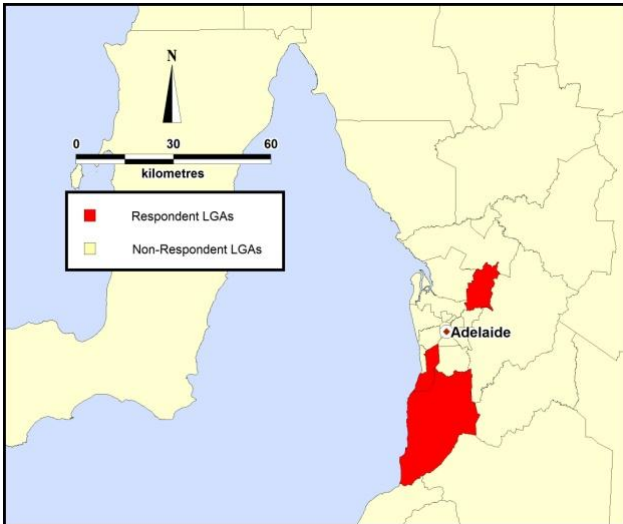 N
0 30 60
kilometres
Respondent LGAs
Non-Respondent LGAs
Adelaide